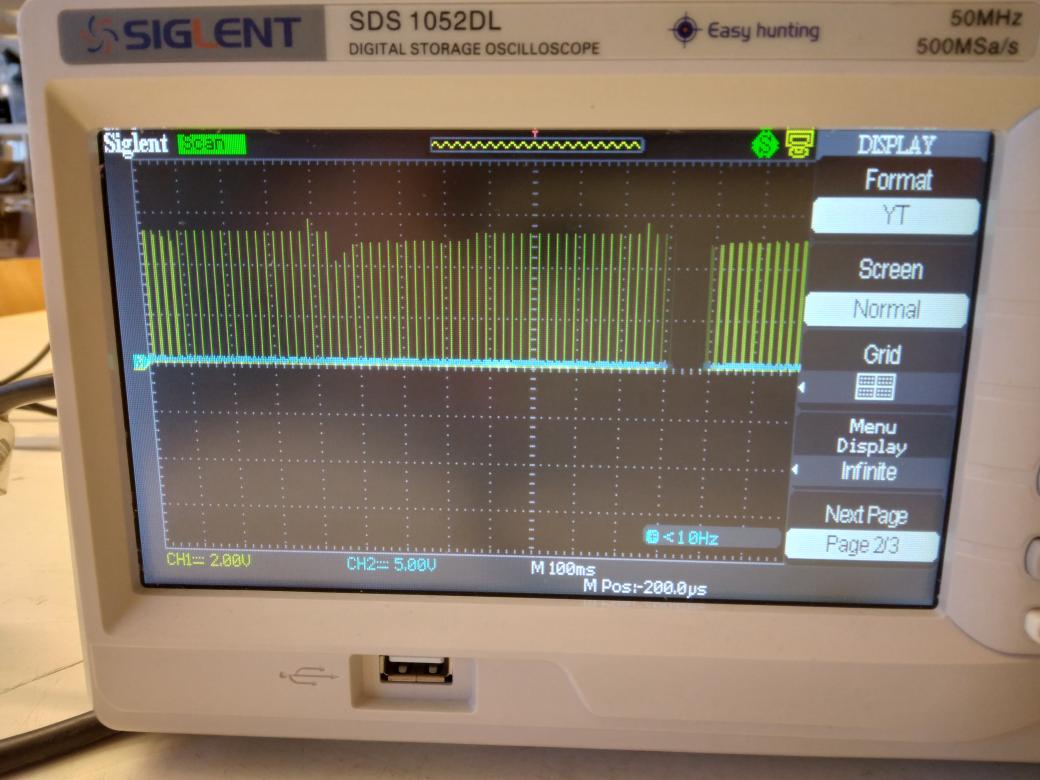 SIGLENT
SDS 1052DL
DIGITAL STORAGE OSCILLOSCOPE
Easy hunting
50MHz
500MSa/s
Siglent
Scan
DISPLAY
Format
YT
Screen
Normal
Grid
Menu
Display
Infinite
Next Page
Page 2/3
<10Hz
CH1 2.00V
CH2 5.00V
M 100ms
M Pos:-200.0µs